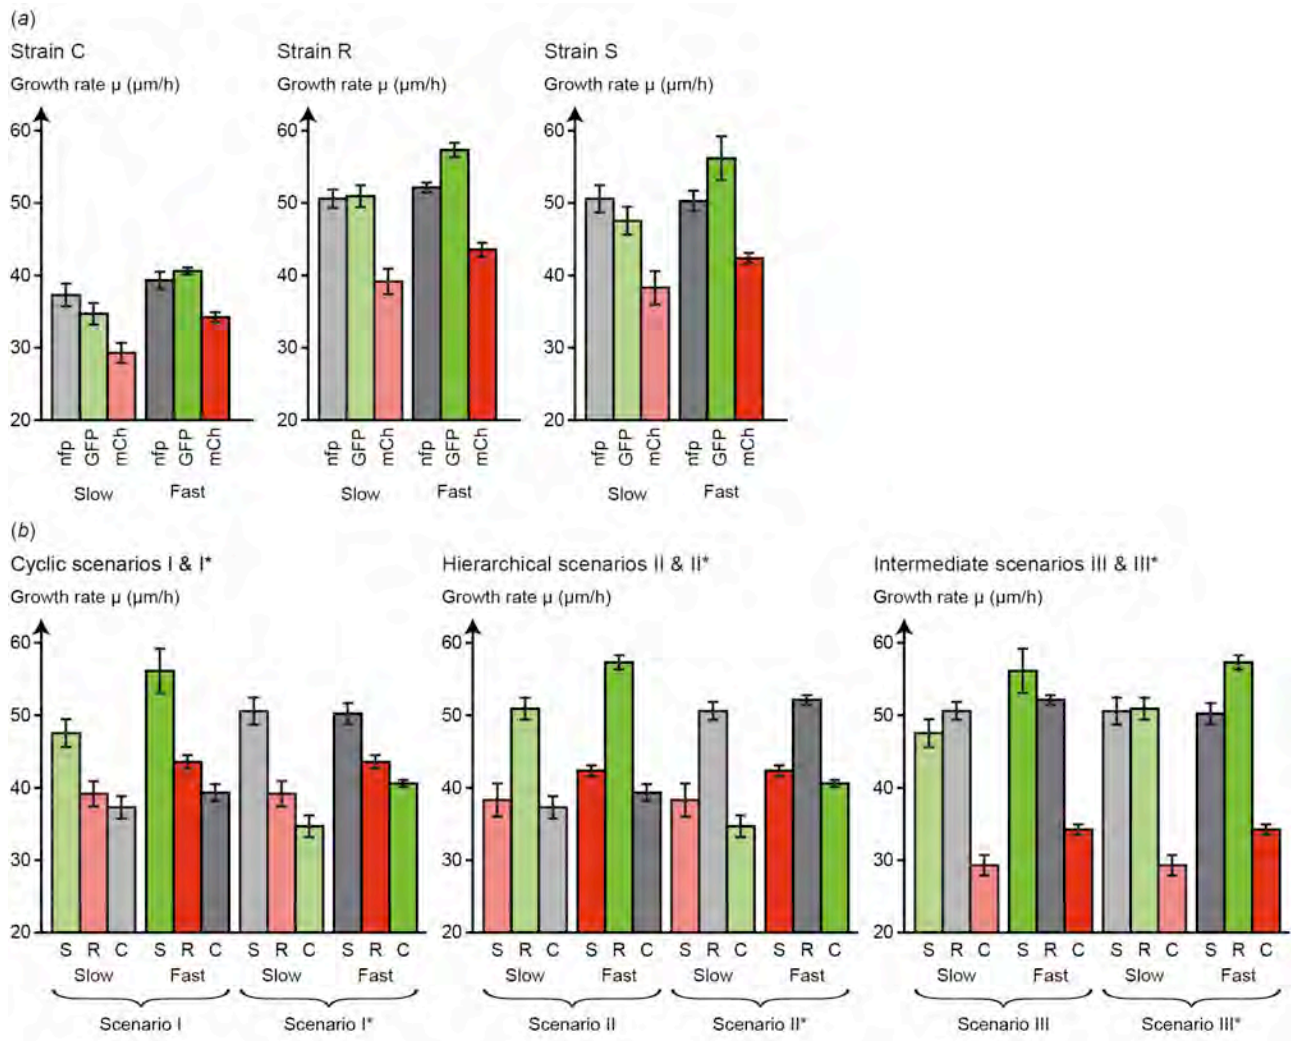 (a)
Strain C
Strain R
Strain S
Growth rate μ (μm/h)
Growth rate μ (μm/h)
Growth rate μ (μm/h)
60
50
40
30
20
60
50
40
30
20
60
50
40
30
20
nfp
GFP
mCh
nfp
GFP
mCh
nfp
GFP
mCh
nfp
GFP
mCh
nfp
GFP
mCh
nfp
GFP
mCh
Slow
Fast
Slow
Fast
Slow
Fast
(b)
Cyclic scenarios I & I*
Hierarchical scenarios II & II*
Intermediate scenarios III & III*
Growth rate μ (μm/h)
Growth rate μ (μm/h)
Growth rate μ (μm/h)
60
50
40
30
20
60
50
40
30
20
60
50
40
30
20
S R C S R C S R C S R C
S R C S R C S R C S R C
S R C S R C S R C S R C
Slow Fast Slow Fast
Slow Fast Slow Fast
Slow Fast Slow Fast
Scenario I
Scenario I*
Scenario II
Scenario II*
Scenario III
Scenario III*